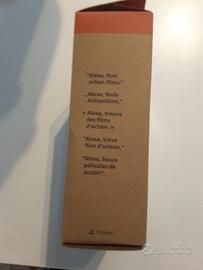 "Alexa, find
action films."
„Alexa, finde
Actionfilme."
« Alexa, trouve
des films
d'action. »
"Alexa, trova
film d'azione."
"Alexa, busca
películas de
acción".
subito